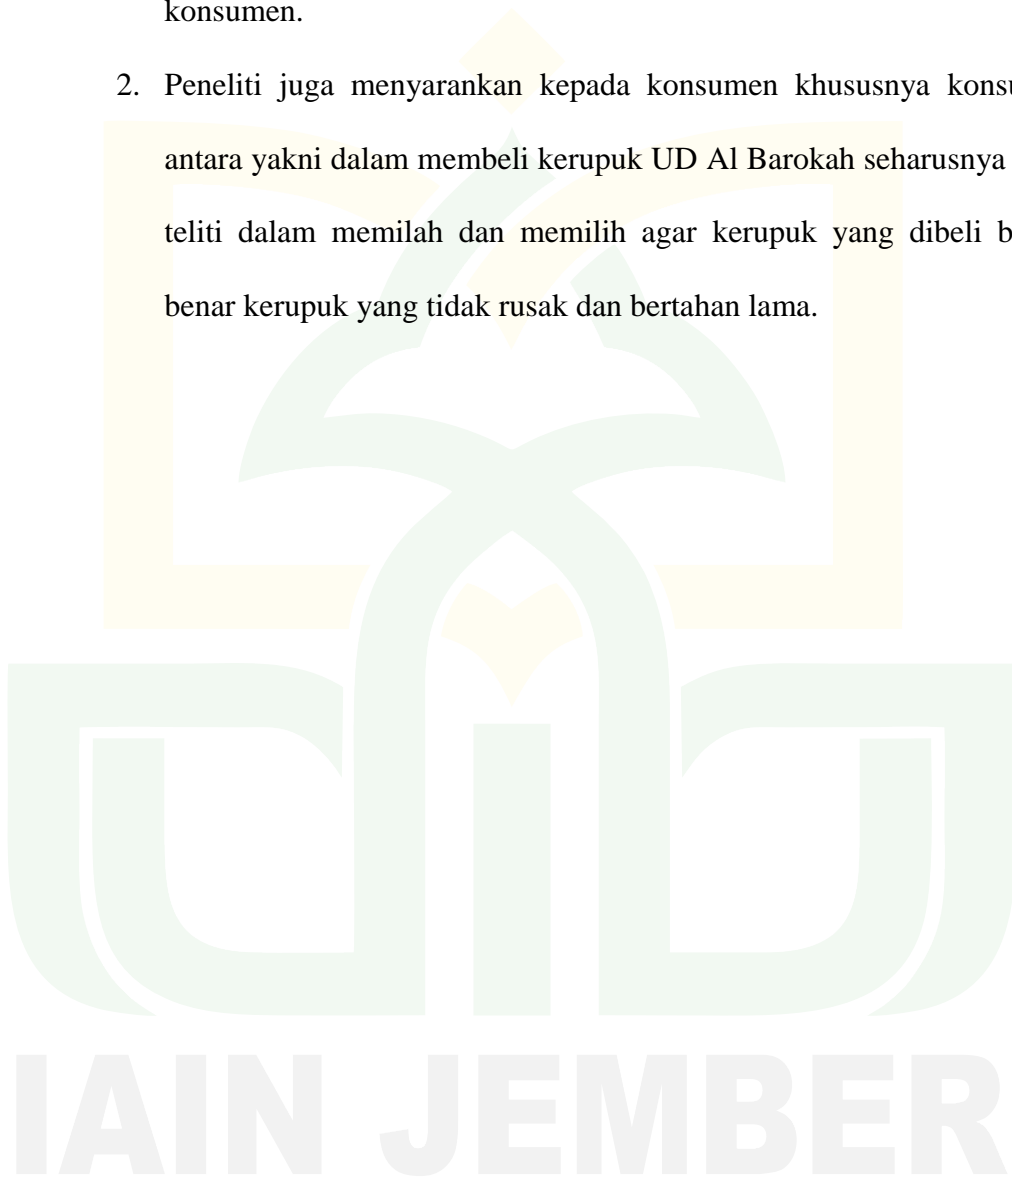 konsumen.
2. Peneliti juga menyarankan kepada konsumen khususnya
antara yakni dalam membeli kerupuk UD Al Barokah seharusnya
teliti dalam memilah dan memilih agar kerupuk yang dibeli
benar kerupuk yang tidak rusak dan bertahan lama.
IAIN JEMBER